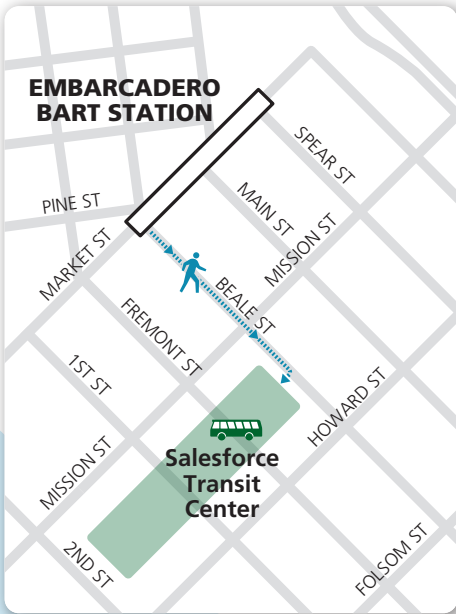 EMBARCADERO
BART STATION
SPEAR ST
PINE ST
MAIN ST
MISSION ST
MARKET ST
BEALE ST
FREMONT ST
1ST ST
HOWARD ST
Salesforce
Transit
Center
MISSION ST
2ND ST
FOLSOM ST